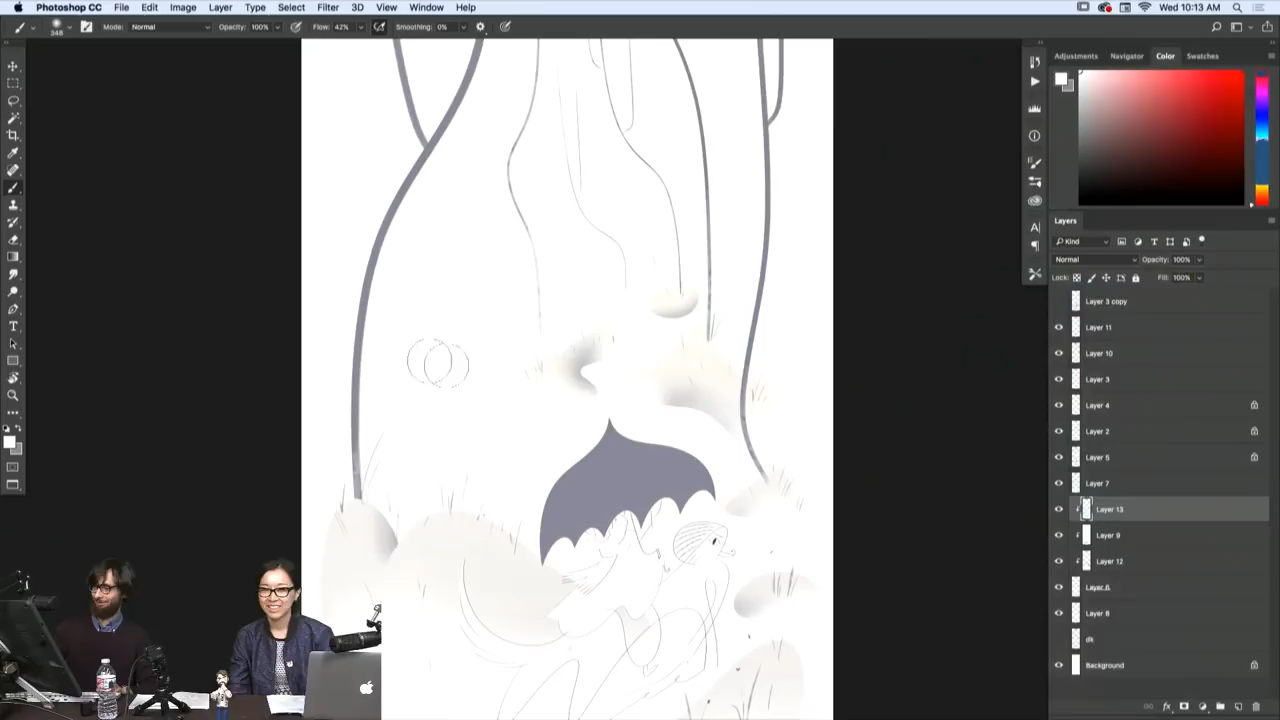 Photoshop CC File Edit Image Layer Type Select Filter 3D View Window Help
Wed 10:13 AM
348 Mode: Normal Opacity: 100% Flow: 42% Smoothing: 0%
Adjustments Navigator Color Swatches
Layers
Kind
Normal Opacity: 100%
Lock: Fill: 100%
Layer 3 copy
Layer 11
Layer 10
Layer 3
Layer 4
Layer 2
Layer 5
Layer 7
Layer 13
Layer 9
Layer 12
Layer 6
Layer 8
dk
Background